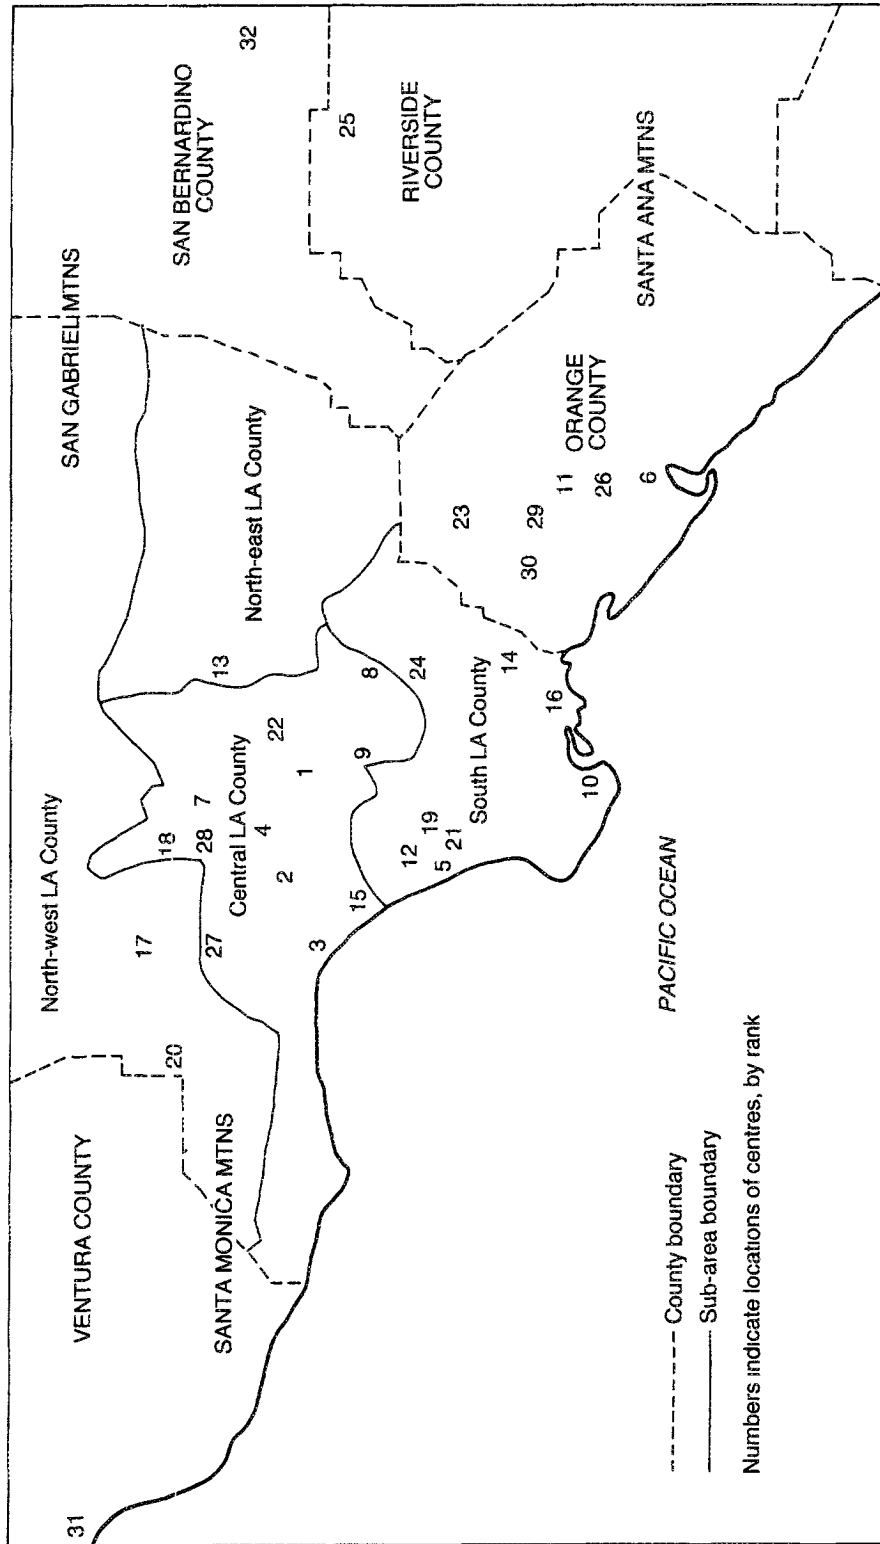 VENTURA COUNTY
North-west LA County
SAN GABRIEL MTNS
31
SANTA MONICA MTNS
20
17
27
18
28
7
13
North-east LA County
SAN BERNARDINO
COUNTY
32
Central LA County
4
2
22
1
3
15
9
8
25
RIVERSIDE
COUNTY
12
19
5
21
24
South LA County
23
14
30
29
11
26
6
ORANGE
COUNTY
SANTA ANA MTNS
16
10
PACIFIC OCEAN
County boundary
Sub-area boundary
Numbers indicate locations of centres, by rank